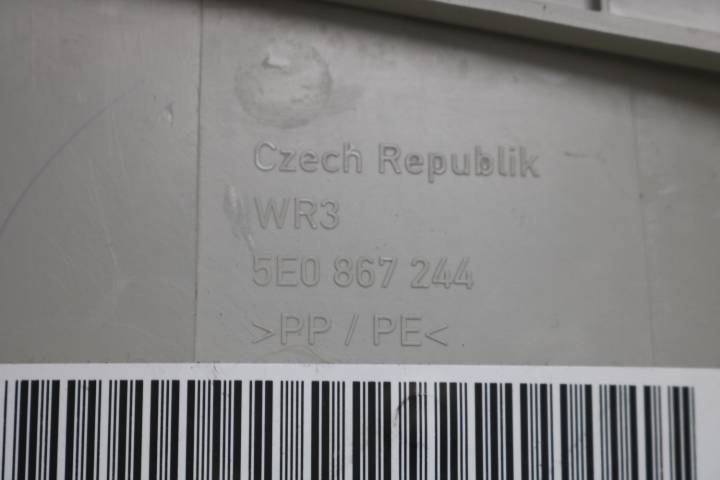 Czech Republik
WR3
5E0 867 244
>PP / PE<